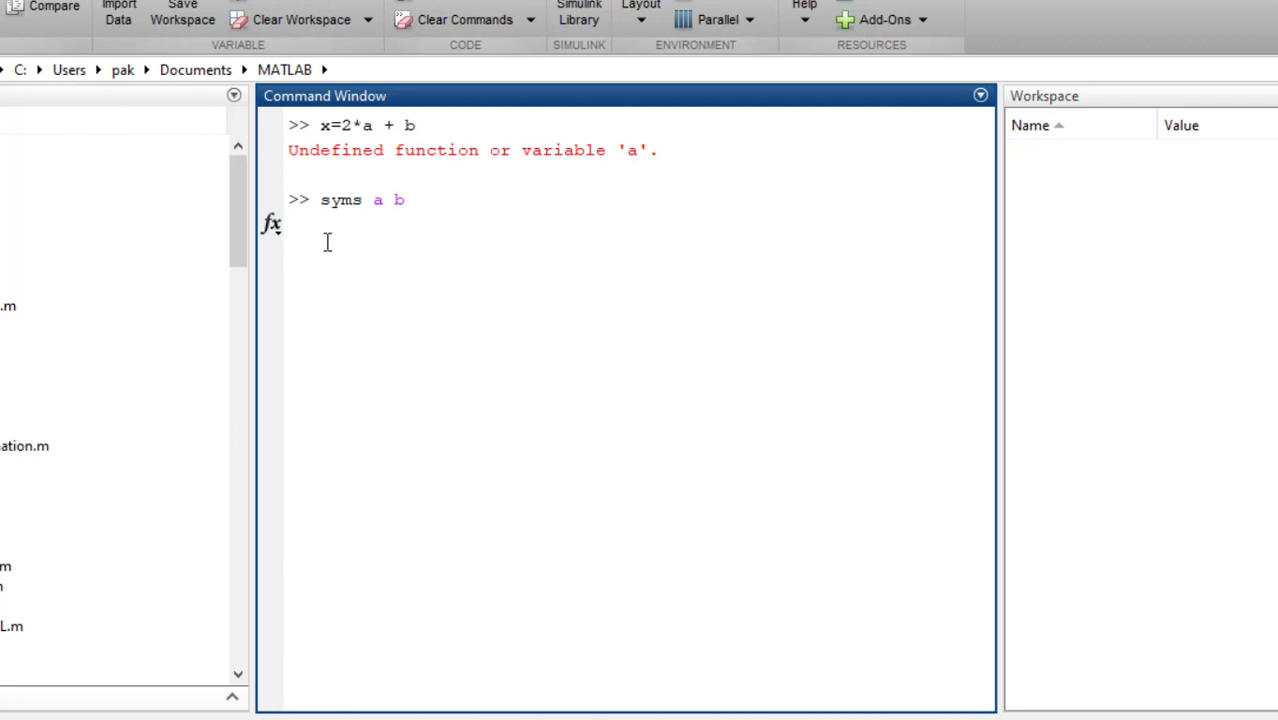 Compare
Import Data
Save Workspace
Clear Workspace
Clear Commands
Simulink Library
Layout
Parallel
Help
Add-Ons
VARIABLE
CODE
SIMULINK
ENVIRONMENT
RESOURCES
C: Users pak Documents MATLAB
Command Window
>> x=2*a + b
Undefined function or variable 'a'.
>> syms a b
fx
Workspace
Name Value
.m
ation.m
m
L.m